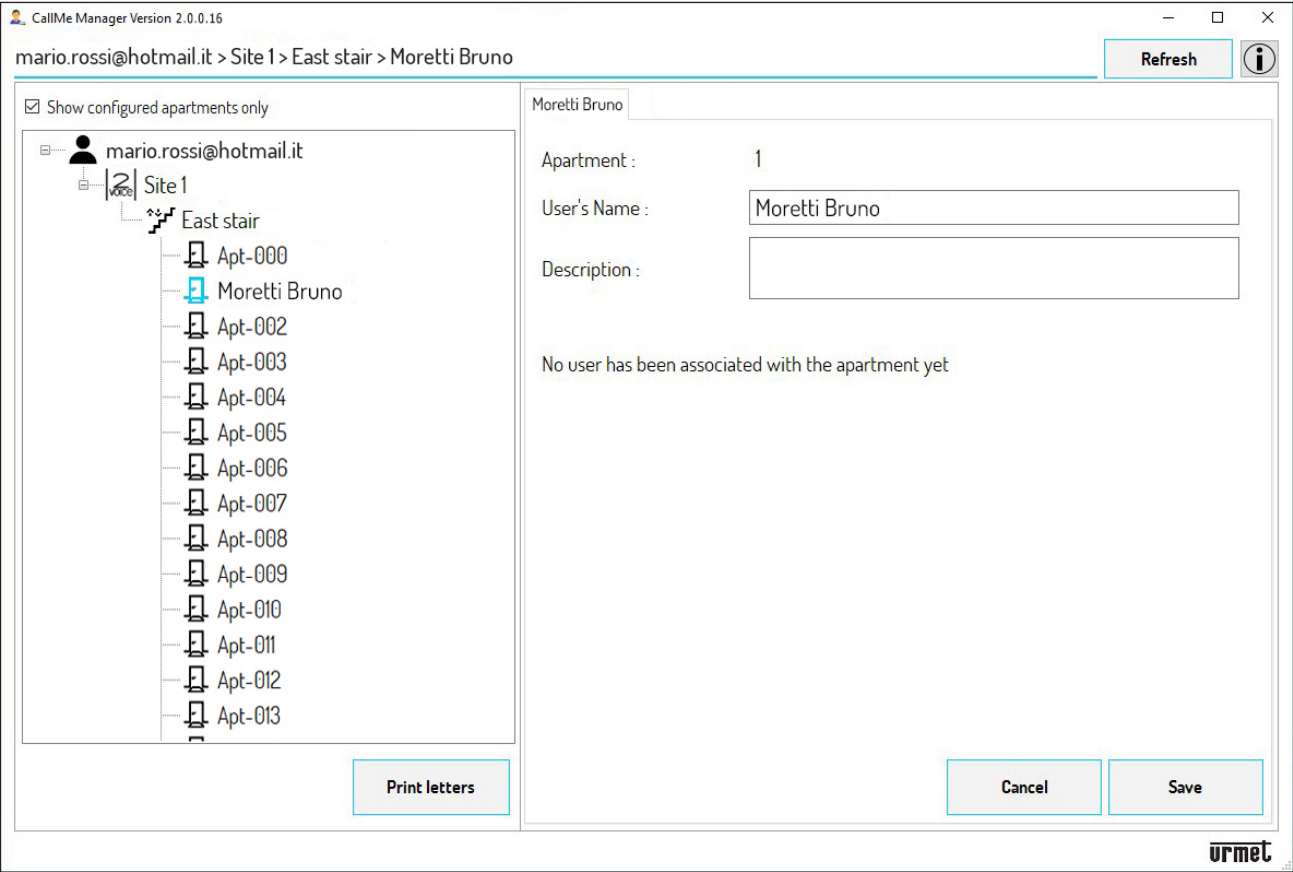 CallMe Manager Version 2.0.0.16
mario.rossi@hotmail.it > Site 1 > East stair > Moretti Bruno
Refresh
i
Show configured apartments only
mario.rossi@hotmail.it
2 voice
Site 1
East stair
Apt-000
Moretti Bruno
Apt-002
Apt-003
Apt-004
Apt-005
Apt-006
Apt-007
Apt-008
Apt-009
Apt-010
Apt-011
Apt-012
Apt-013
Print letters
Moretti Bruno
Apartment : 1
User's Name : Moretti Bruno
Description :
No user has been associated with the apartment yet
Cancel
Save
urmet